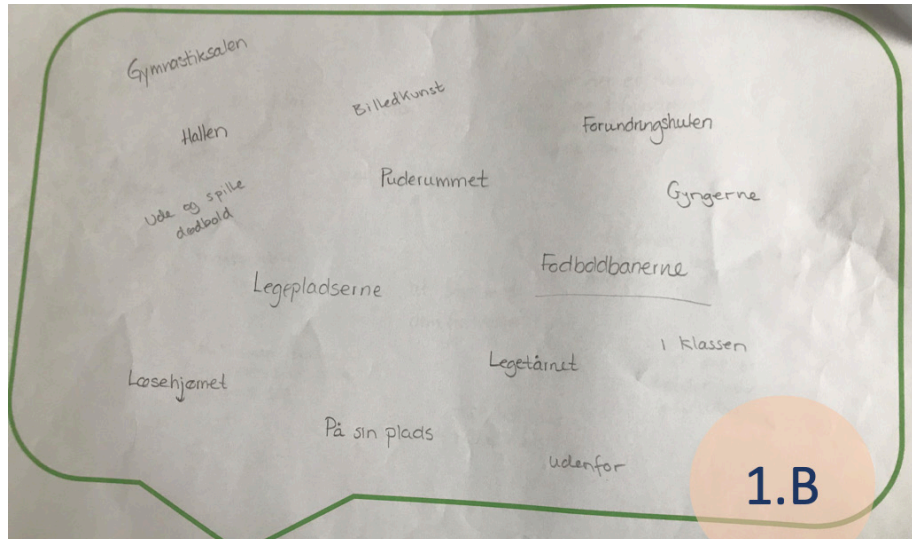 Gymnastiksalen
Billedkunst
Hallen
Forundringshulen
Puderummet
Gyngerne
Ude og spille
dødbold
Fodboldbanerne
Legepladserne
i klassen
Legetårnet
Læsehjørnet
På sin plads
udenfor
1.B